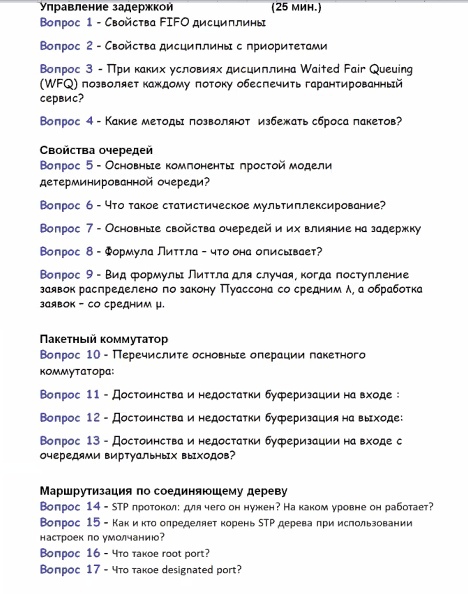 Управление задержкой (25 мин.)
Вопрос 1 - Свойства FIFO дисциплины
Вопрос 2 - Свойства дисциплины с приоритетами
Вопрос 3 - При каких условиях дисциплина Waited Fair Queuing
(WFQ) позволяет каждому потоку обеспечить гарантированный
сервис?
Вопрос 4 - Какие методы позволяют избежать сброса пакетов?
Свойства очередей
Вопрос 5 - Основные компоненты простой модели
детерминированной очереди?
Вопрос 6 - Что такое статистическое мультиплексирование?
Вопрос 7 - Основные свойства очередей и их влияние на задержку
Вопрос 8 - Формула Литтла – что она описывает?
Вопрос 9 - Вид формулы Литтла для случая, когда поступление
заявок распределено по закону Пуассона со средним λ, а обработка
заявок – со средним μ.
Пакетный коммутатор
Вопрос 10 - Перечислите основные операции пакетного
коммутатора:
Вопрос 11 - Достоинства и недостатки буферизации на входе :
Вопрос 12 - Достоинства и недостатки буферизация на выходе:
Вопрос 13 - Достоинства и недостатки буферизации на входе с
очередями виртуальных выходов?
Маршрутизация по соединяющему дереву
Вопрос 14 - STP протокол: для чего он нужен? На каком уровне он работает?
Вопрос 15 - Как и кто определяет корень STP дерева при использовании
настроек по умолчанию?
Вопрос 16 - Что такое root port?
Вопрос 17 - Что такое designated port?